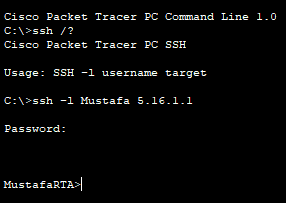 Cisco Packet Tracer PC Command Line 1.0
C:\>ssh /?
Cisco Packet Tracer PC SSH
Usage: SSH -l username target
C:\>ssh -l Mustafa 5.16.1.1
Password:
MustafaRTA>